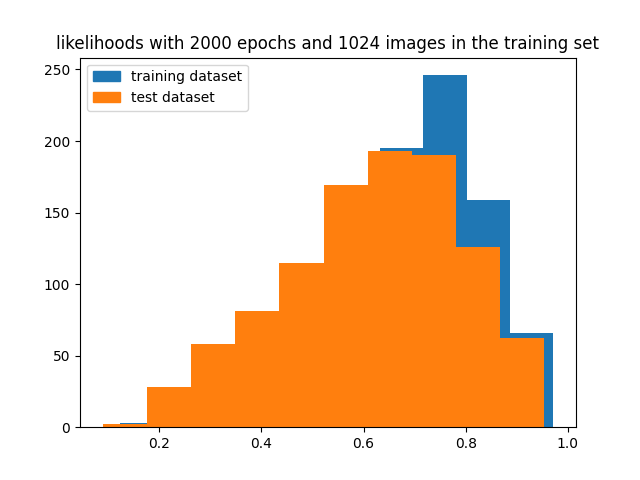 likelihoods with 2000 epochs and 1024 images in the training set
training dataset
test dataset
250
200
150
100
50
0
0.2 0.4 0.6 0.8 1.0